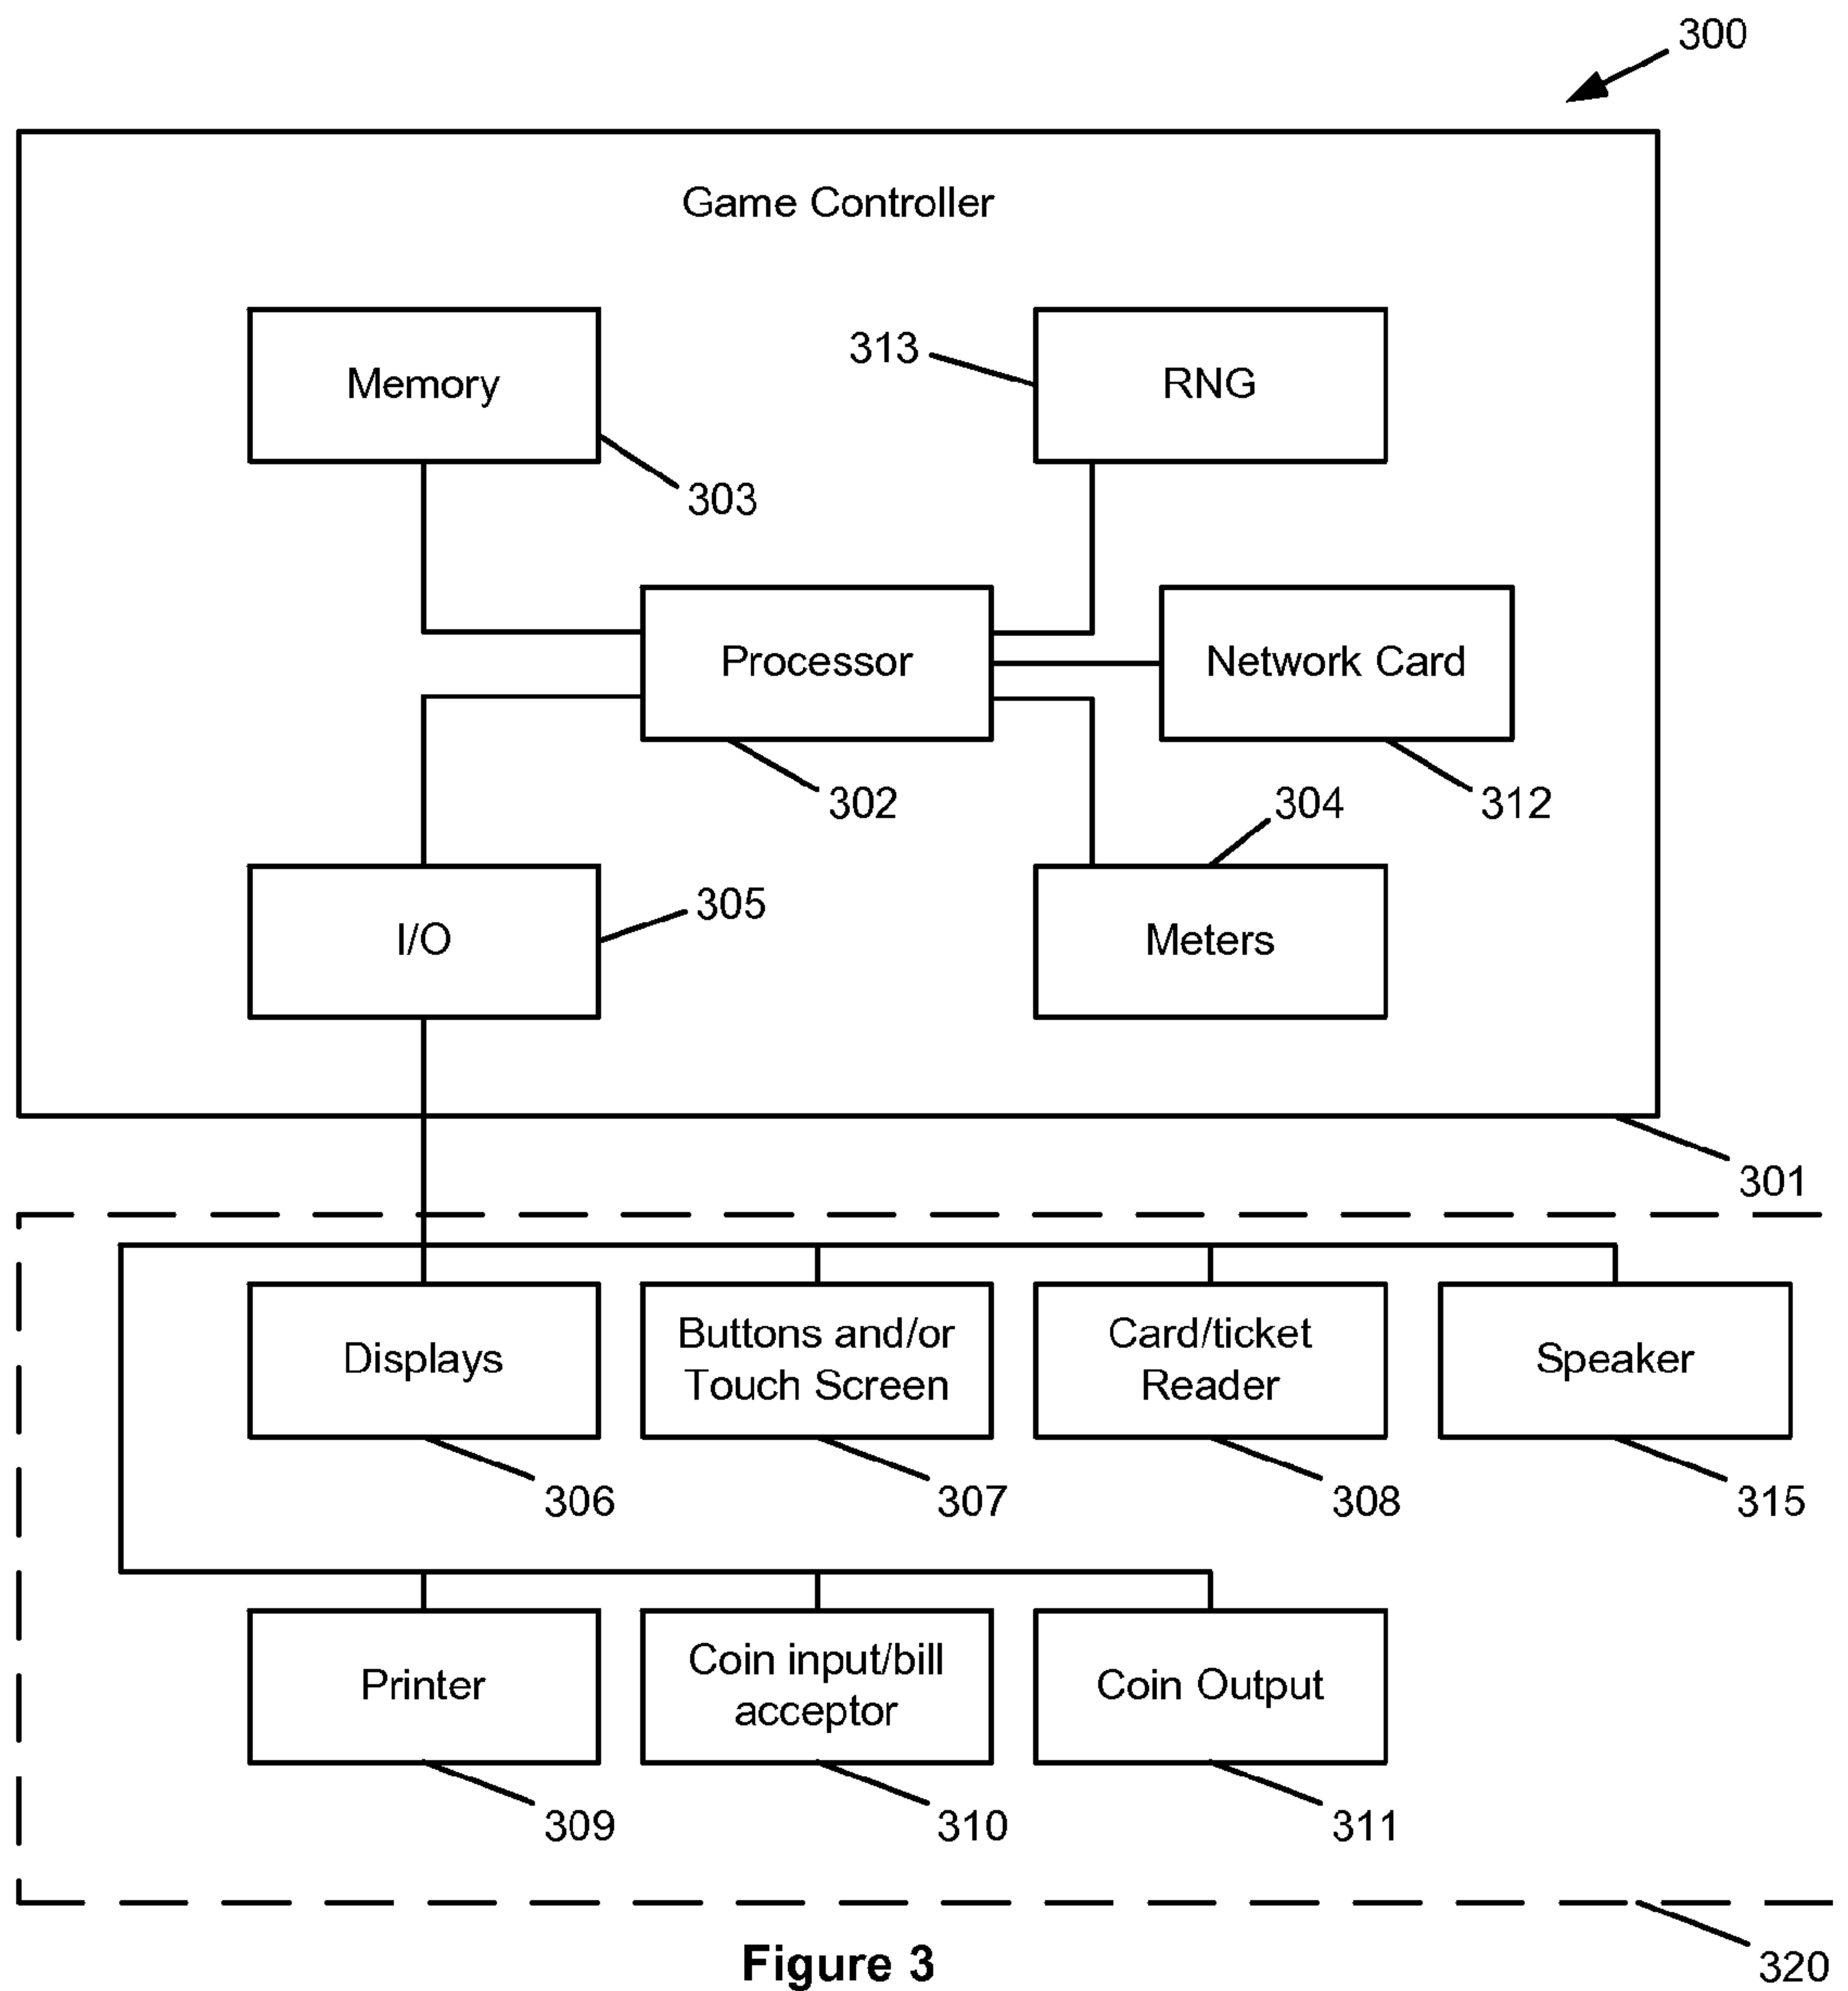 300
Game Controller
Memory
313
RNG
303
Processor
Network Card
302
304
312
I/O
305
Meters
301
Displays
Buttons and/or
Touch Screen
Card/ticket
Reader
Speaker
306
307
308
315
Printer
Coin input/bill
acceptor
Coin Output
309
310
311
Figure 3
320